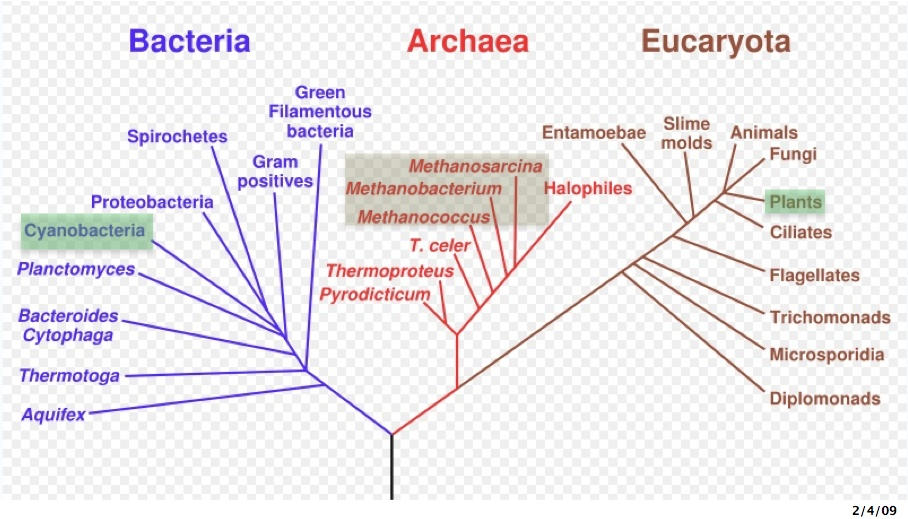 Bacteria
Archaea
Eucaryota
Green
Filamentous
bacteria
Spirochetes
Gram
positives
Proteobacteria
Cyanobacteria
Planctomyces
Bacteroides
Cytophaga
Thermotoga
Aquifex
Methanosarcina
Methanobacterium
Halophiles
Methanococcus
T. celer
Thermoproteus
Pyrodicticum
Entamoebae
Slime
molds
Animals
Fungi
Plants
Ciliates
Flagellates
Trichomonads
Microsporidia
Diplomonads
2/4/09